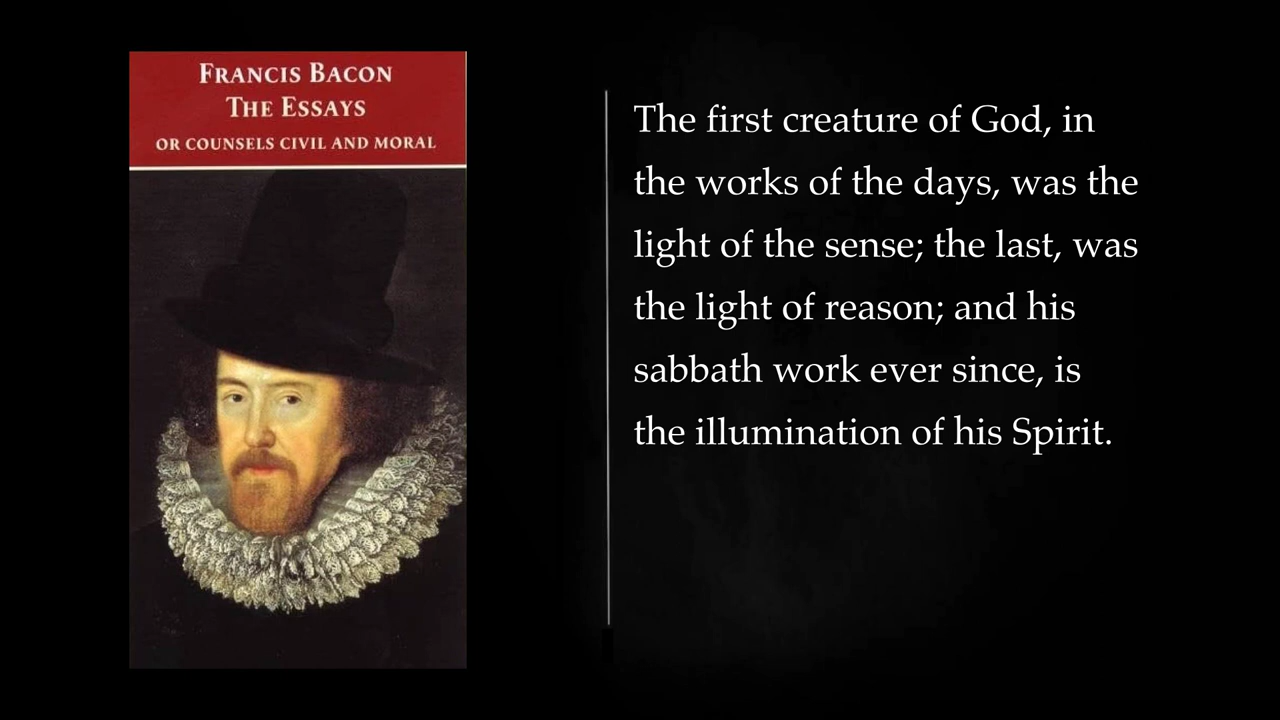 FRANCIS BACON
THE ESSAYS
OR COUNSELS CIVIL AND MORAL
The first creature of God, in
the works of the days, was the
light of the sense; the last, was
the light of reason; and his
sabbath work ever since, is
the illumination of his Spirit.